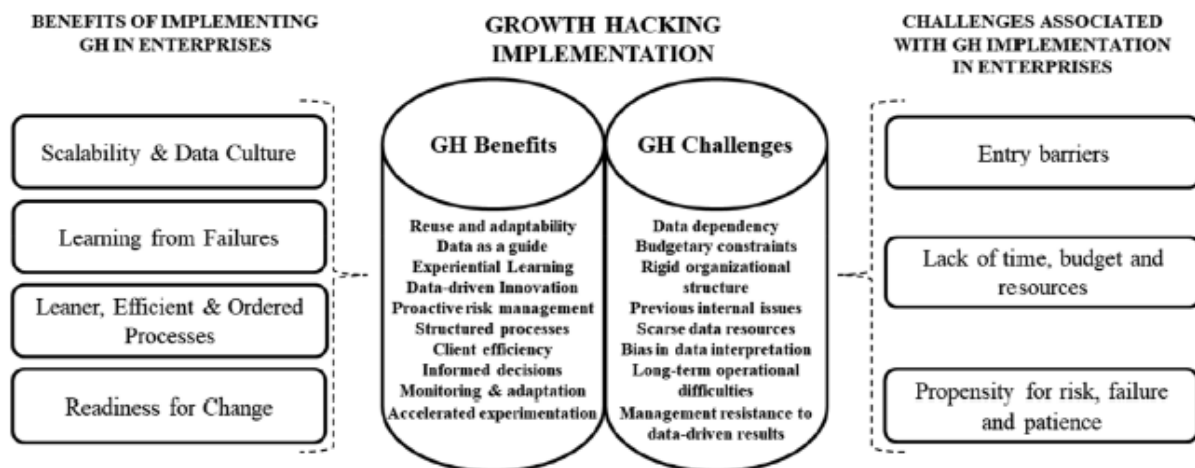 BENEFITS OF IMPLEMENTING
GH IN ENTERPRISES
Scalability & Data Culture
Learning from Failures
Leaner, Efficient & Ordered
Processes
Readiness for Change
GROWTH HACKING
IMPLEMENTATION
GH Benefits
Reuse and adaptability
Data as a guide
Experiential Learning
Data-driven Innovation
Proactive risk management
Structured processes
Client efficiency
Informed decisions
Monitoring & adaptation
Accelerated experimentation
GH Challenges
Data dependency
Budgetary constraints
Rigid organizational
structure
Previous internal issues
Scarse data resources
Bias in data interpretation
Long-term operational
difficulties
Management resistance to
data-driven results
CHALLENGES ASSOCIATED
WITH GH IMPLEMENTATION
IN ENTERPRISES
Entry barriers
Lack of time, budget and
resources
Propensity for risk, failure
and patience